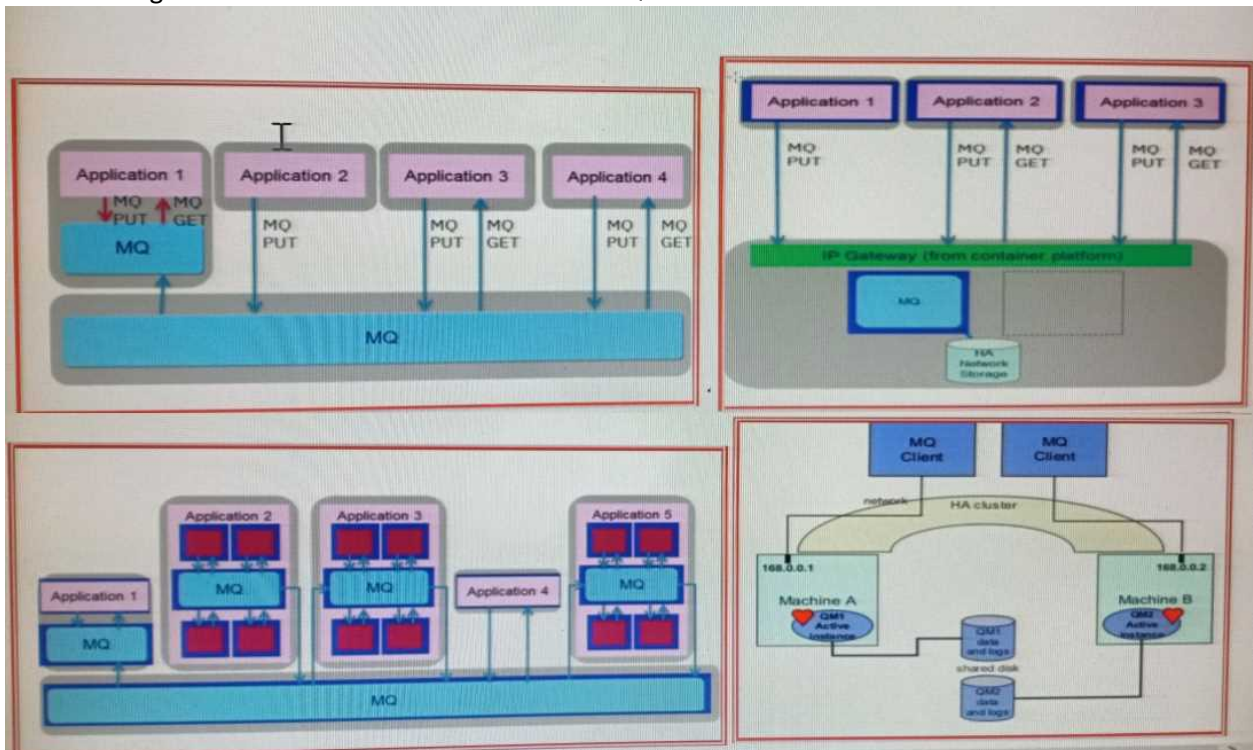 Application 1
Application 2
Application 3
Application 4
MQ PUT
MQ GET
MQ PUT
MQ PUT
MQ GET
MQ PUT
MQ GET
MQ
MQ
Application 1
Application 2
Application 3
MQ PUT
MQ PUT
MQ GET
MQ PUT
MQ GET
IP Gateway (from container platform)
MQ
HA
Network
Storage
Application 2
Application 3
Application 5
Application 1
Application 4
MQ
MQ
MQ
MQ
MQ
MQ
Client
MQ
Client
network
HA cluster
168.0.0.1
168.0.0.2
Machine A
Machine B
QM1
Active
instance
QM2
Active
instance
QM1
data
and logs
shared disk
QM2
data
and logs